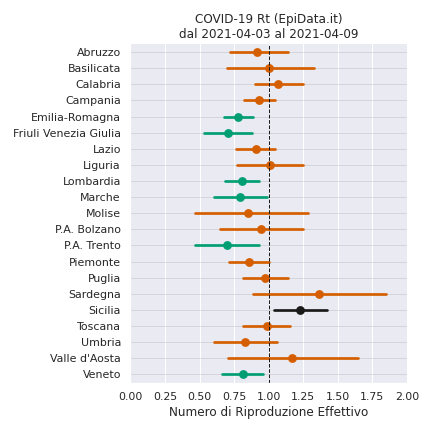 COVID-19 Rt (EpiData.it)
dal 2021-04-03 al 2021-04-09
Abruzzo
Basilicata
Calabria
Campania
Emilia-Romagna
Friuli Venezia Giulia
Lazio
Liguria
Lombardia
Marche
Molise
P.A. Bolzano
P.A. Trento
Piemonte
Puglia
Sardegna
Sicilia
Toscana
Umbria
Valle d'Aosta
Veneto
0.00 0.25 0.50 0.75 1.00 1.25 1.50 1.75 2.00
Numero di Riproduzione Effettivo